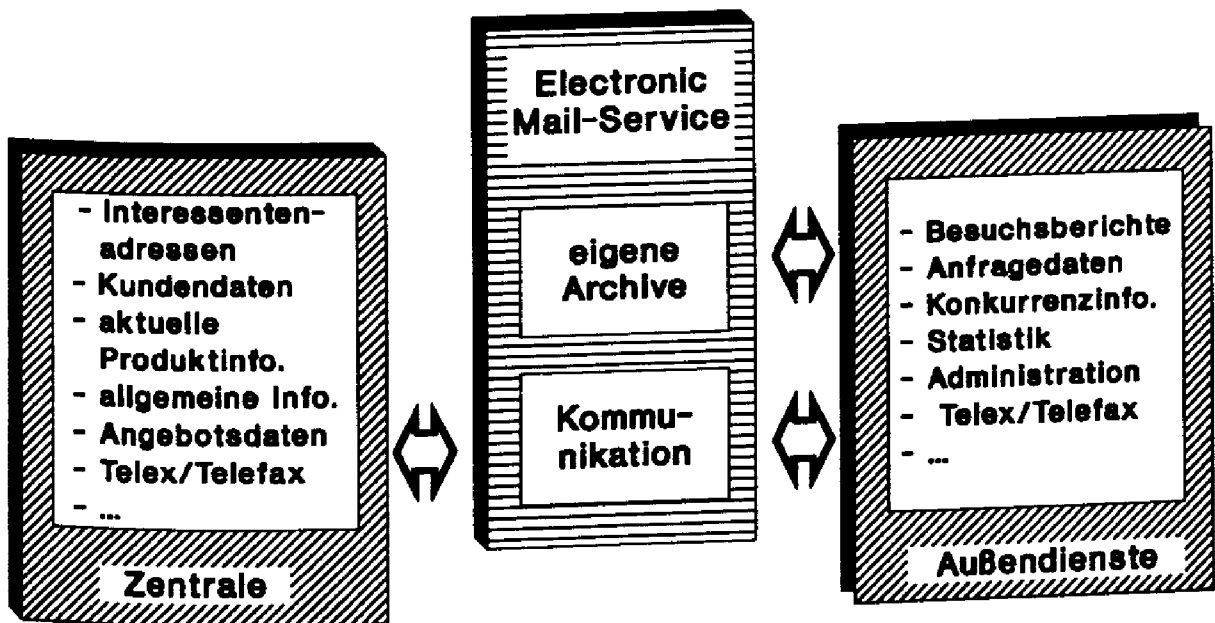 - Interessenten-
adressen
- Kundendaten
- aktuelle
Produktinfo.
- allgemeine Info.
- Angebotsdaten
- Telex/Telefax
- ...
Zentrale
Electronic
Mail-Service
eigene
Archive
Kommu-
nikation
- Besuchsberichte
- Anfragedaten
- Konkurrenzinfo.
- Statistik
- Administration
- Telex/Telefax
- ...
Außendienste